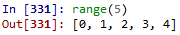 In [331]: range(5)
Out[331]: [0, 1, 2, 3, 4]